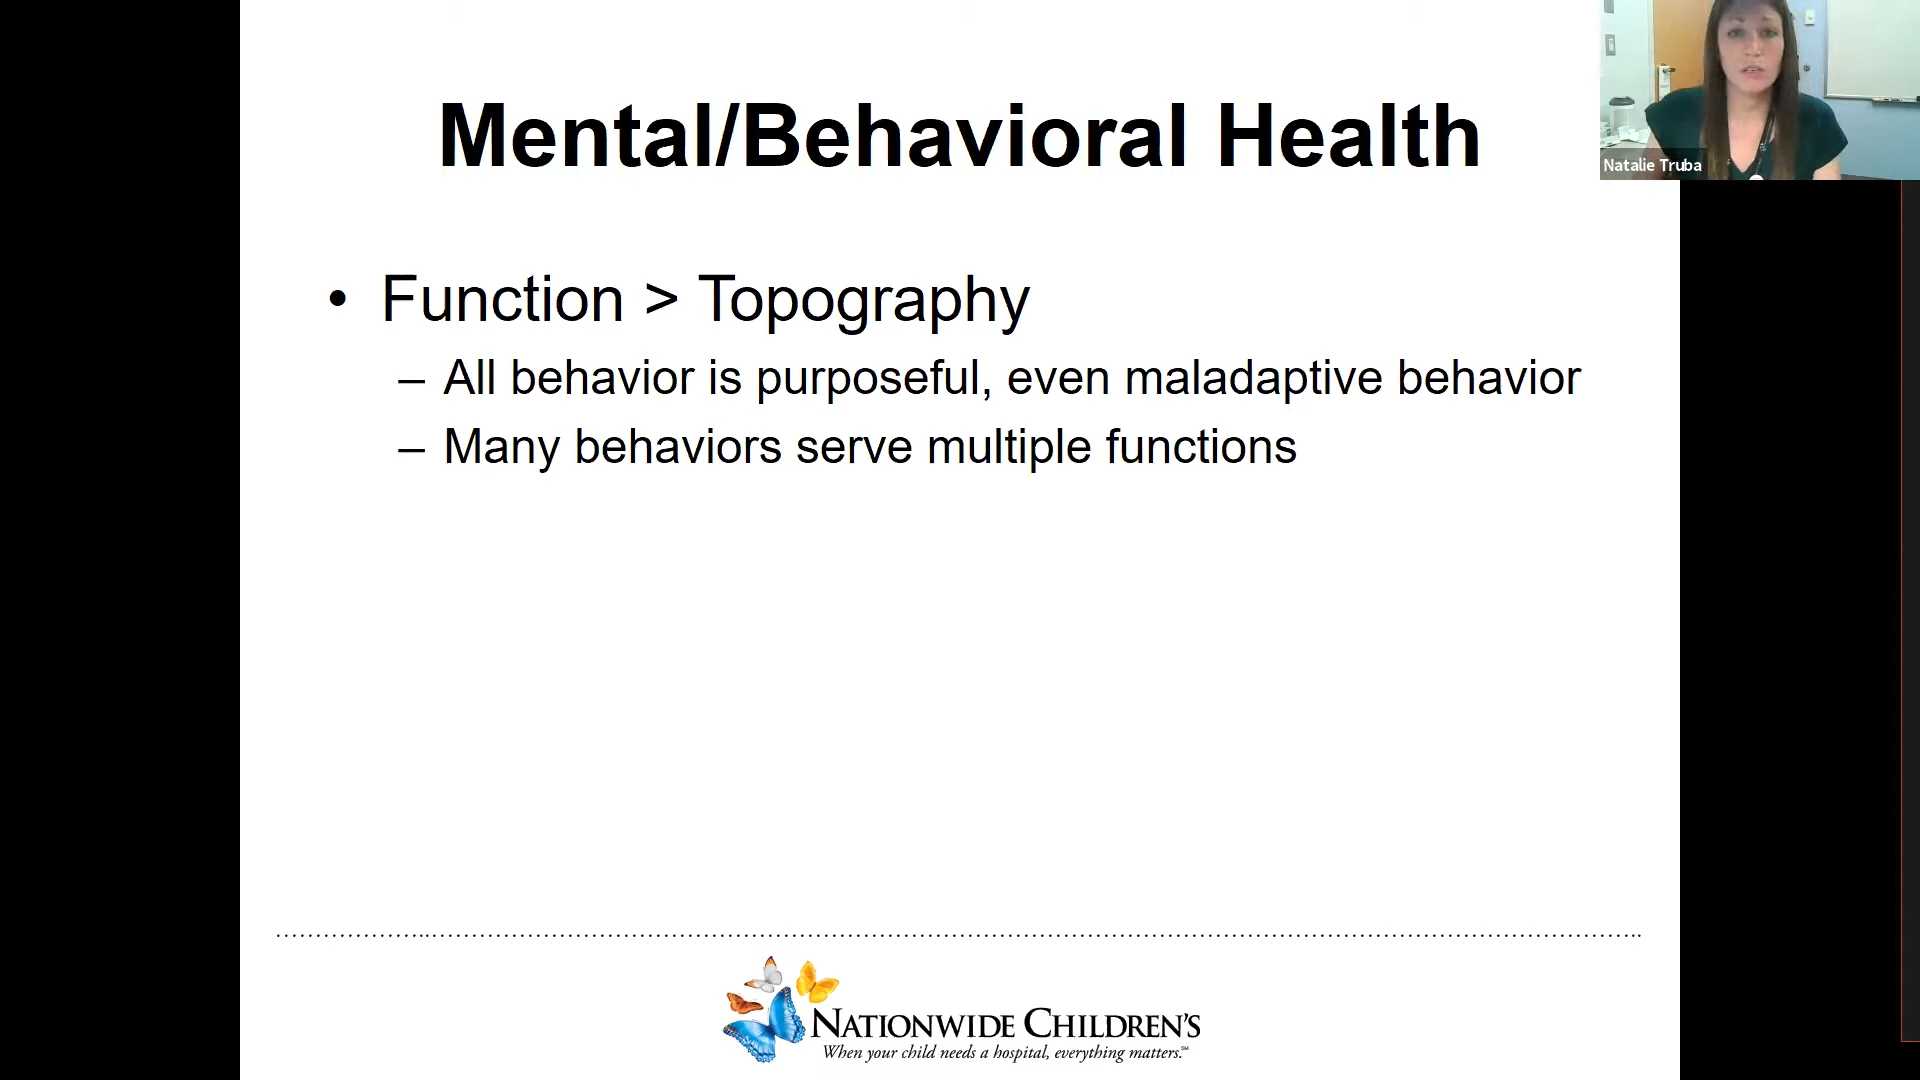 Mental/Behavioral Health
Natalie Truba
• Function > Topography
– All behavior is purposeful, even maladaptive behavior
– Many behaviors serve multiple functions
NATIONWIDE CHILDREN'S
When your child needs a hospital, everything matters.℠